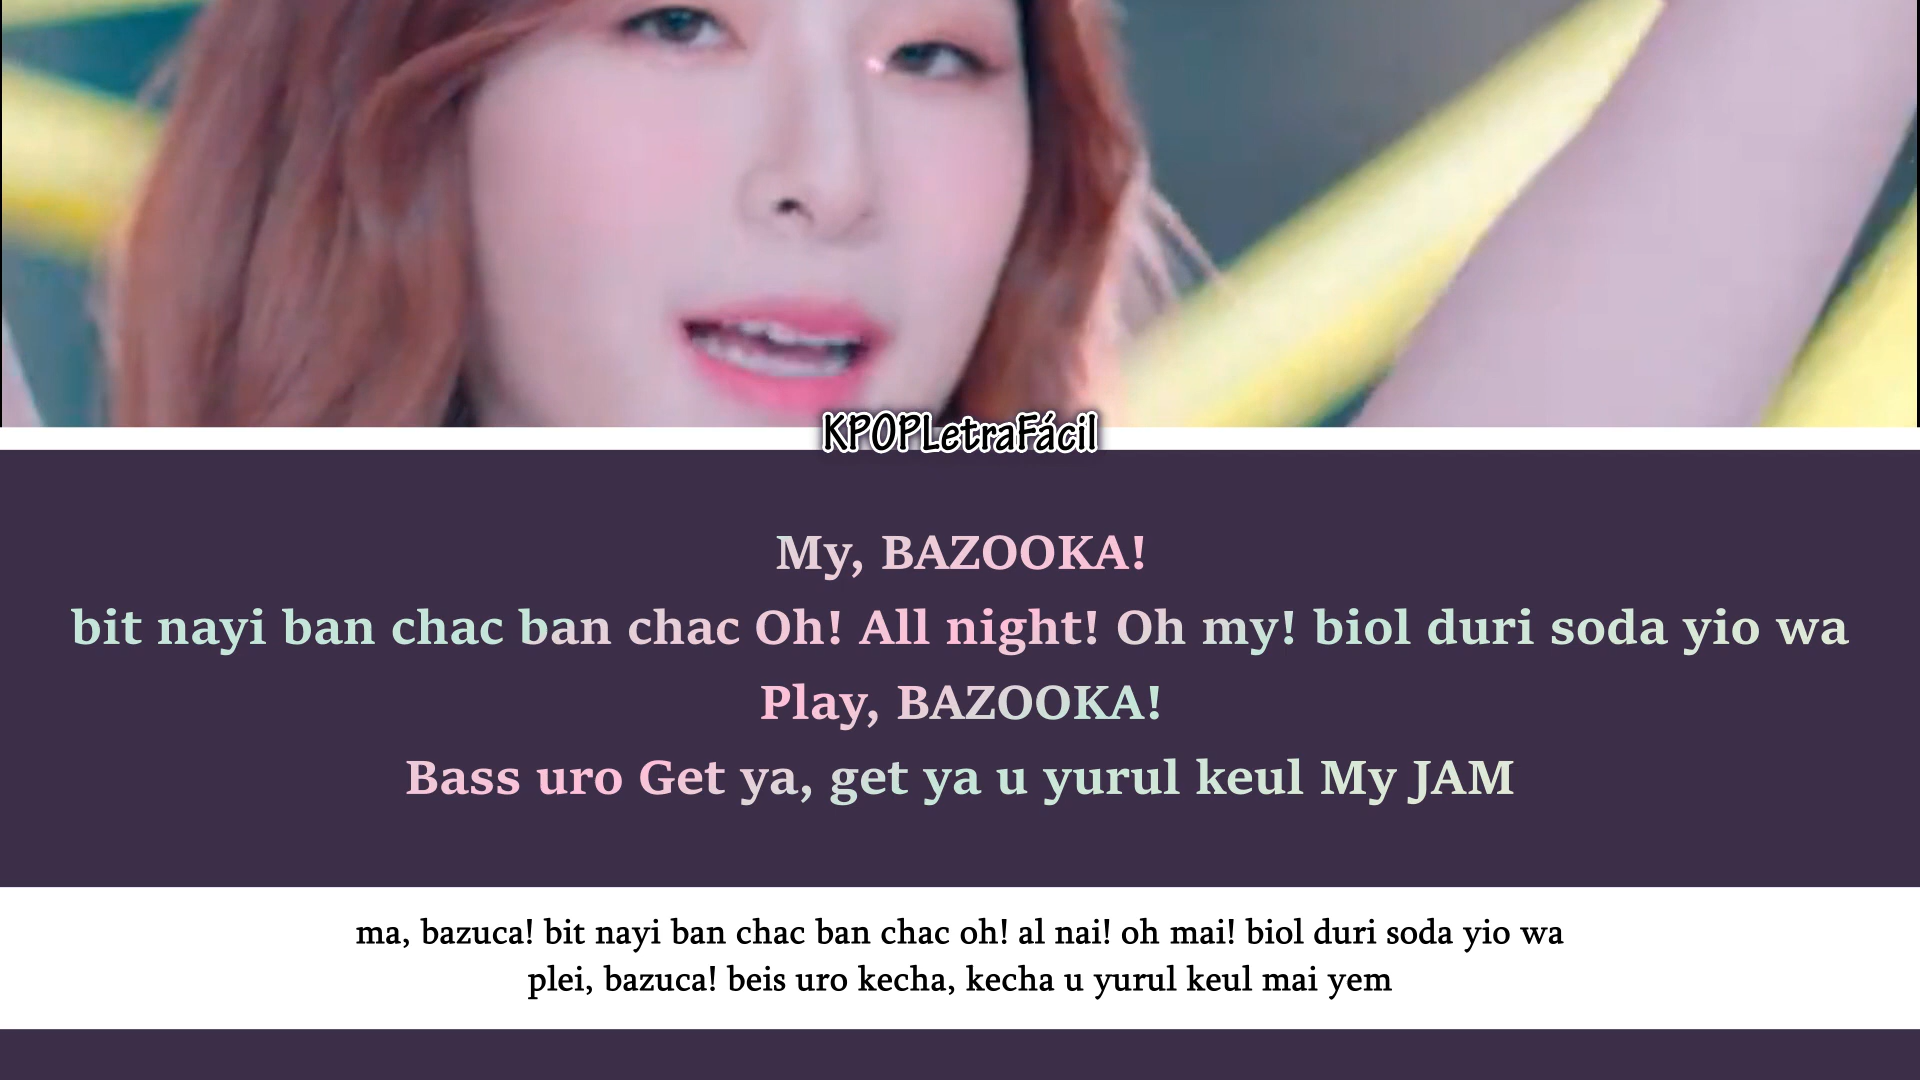 KPOPLetraFácil
My, BAZOOKA!
bit nayi ban chac ban chac Oh! All night! Oh my! biol duri soda yio wa
Play, BAZOOKA!
Bass uro Get ya, get ya u yurul keul My JAM
ma, bazuca! bit nayi ban chac ban chac oh! al nai! oh mai! biol duri soda yio wa
plei, bazuca! beis uro kecha, kecha u yurul keul mai yem